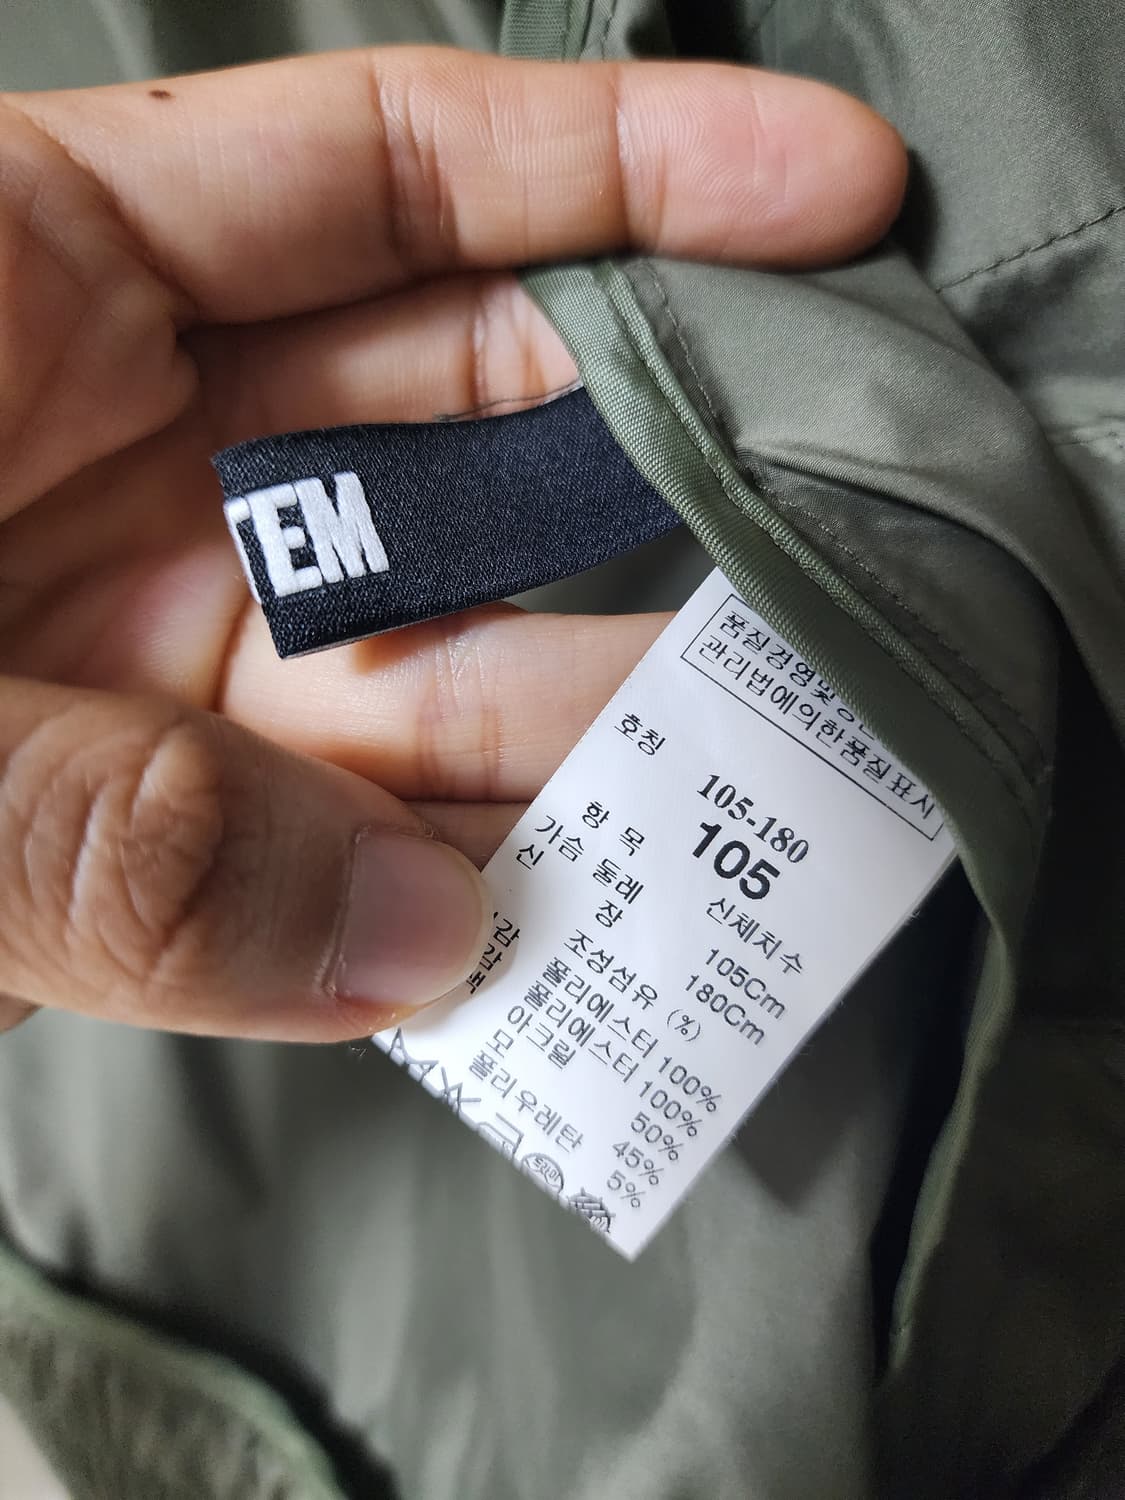 TEM
품질경영및
관리법에의한품질표시
호칭 105-180
105
항 목 신체치수
가슴 둘레 105Cm
신 장 180Cm
조성섬유 (%)
감 폴리에스터 100%
감 폴리에스터 100%
아크릴 50%
모 45%
폴리우레탄 5%